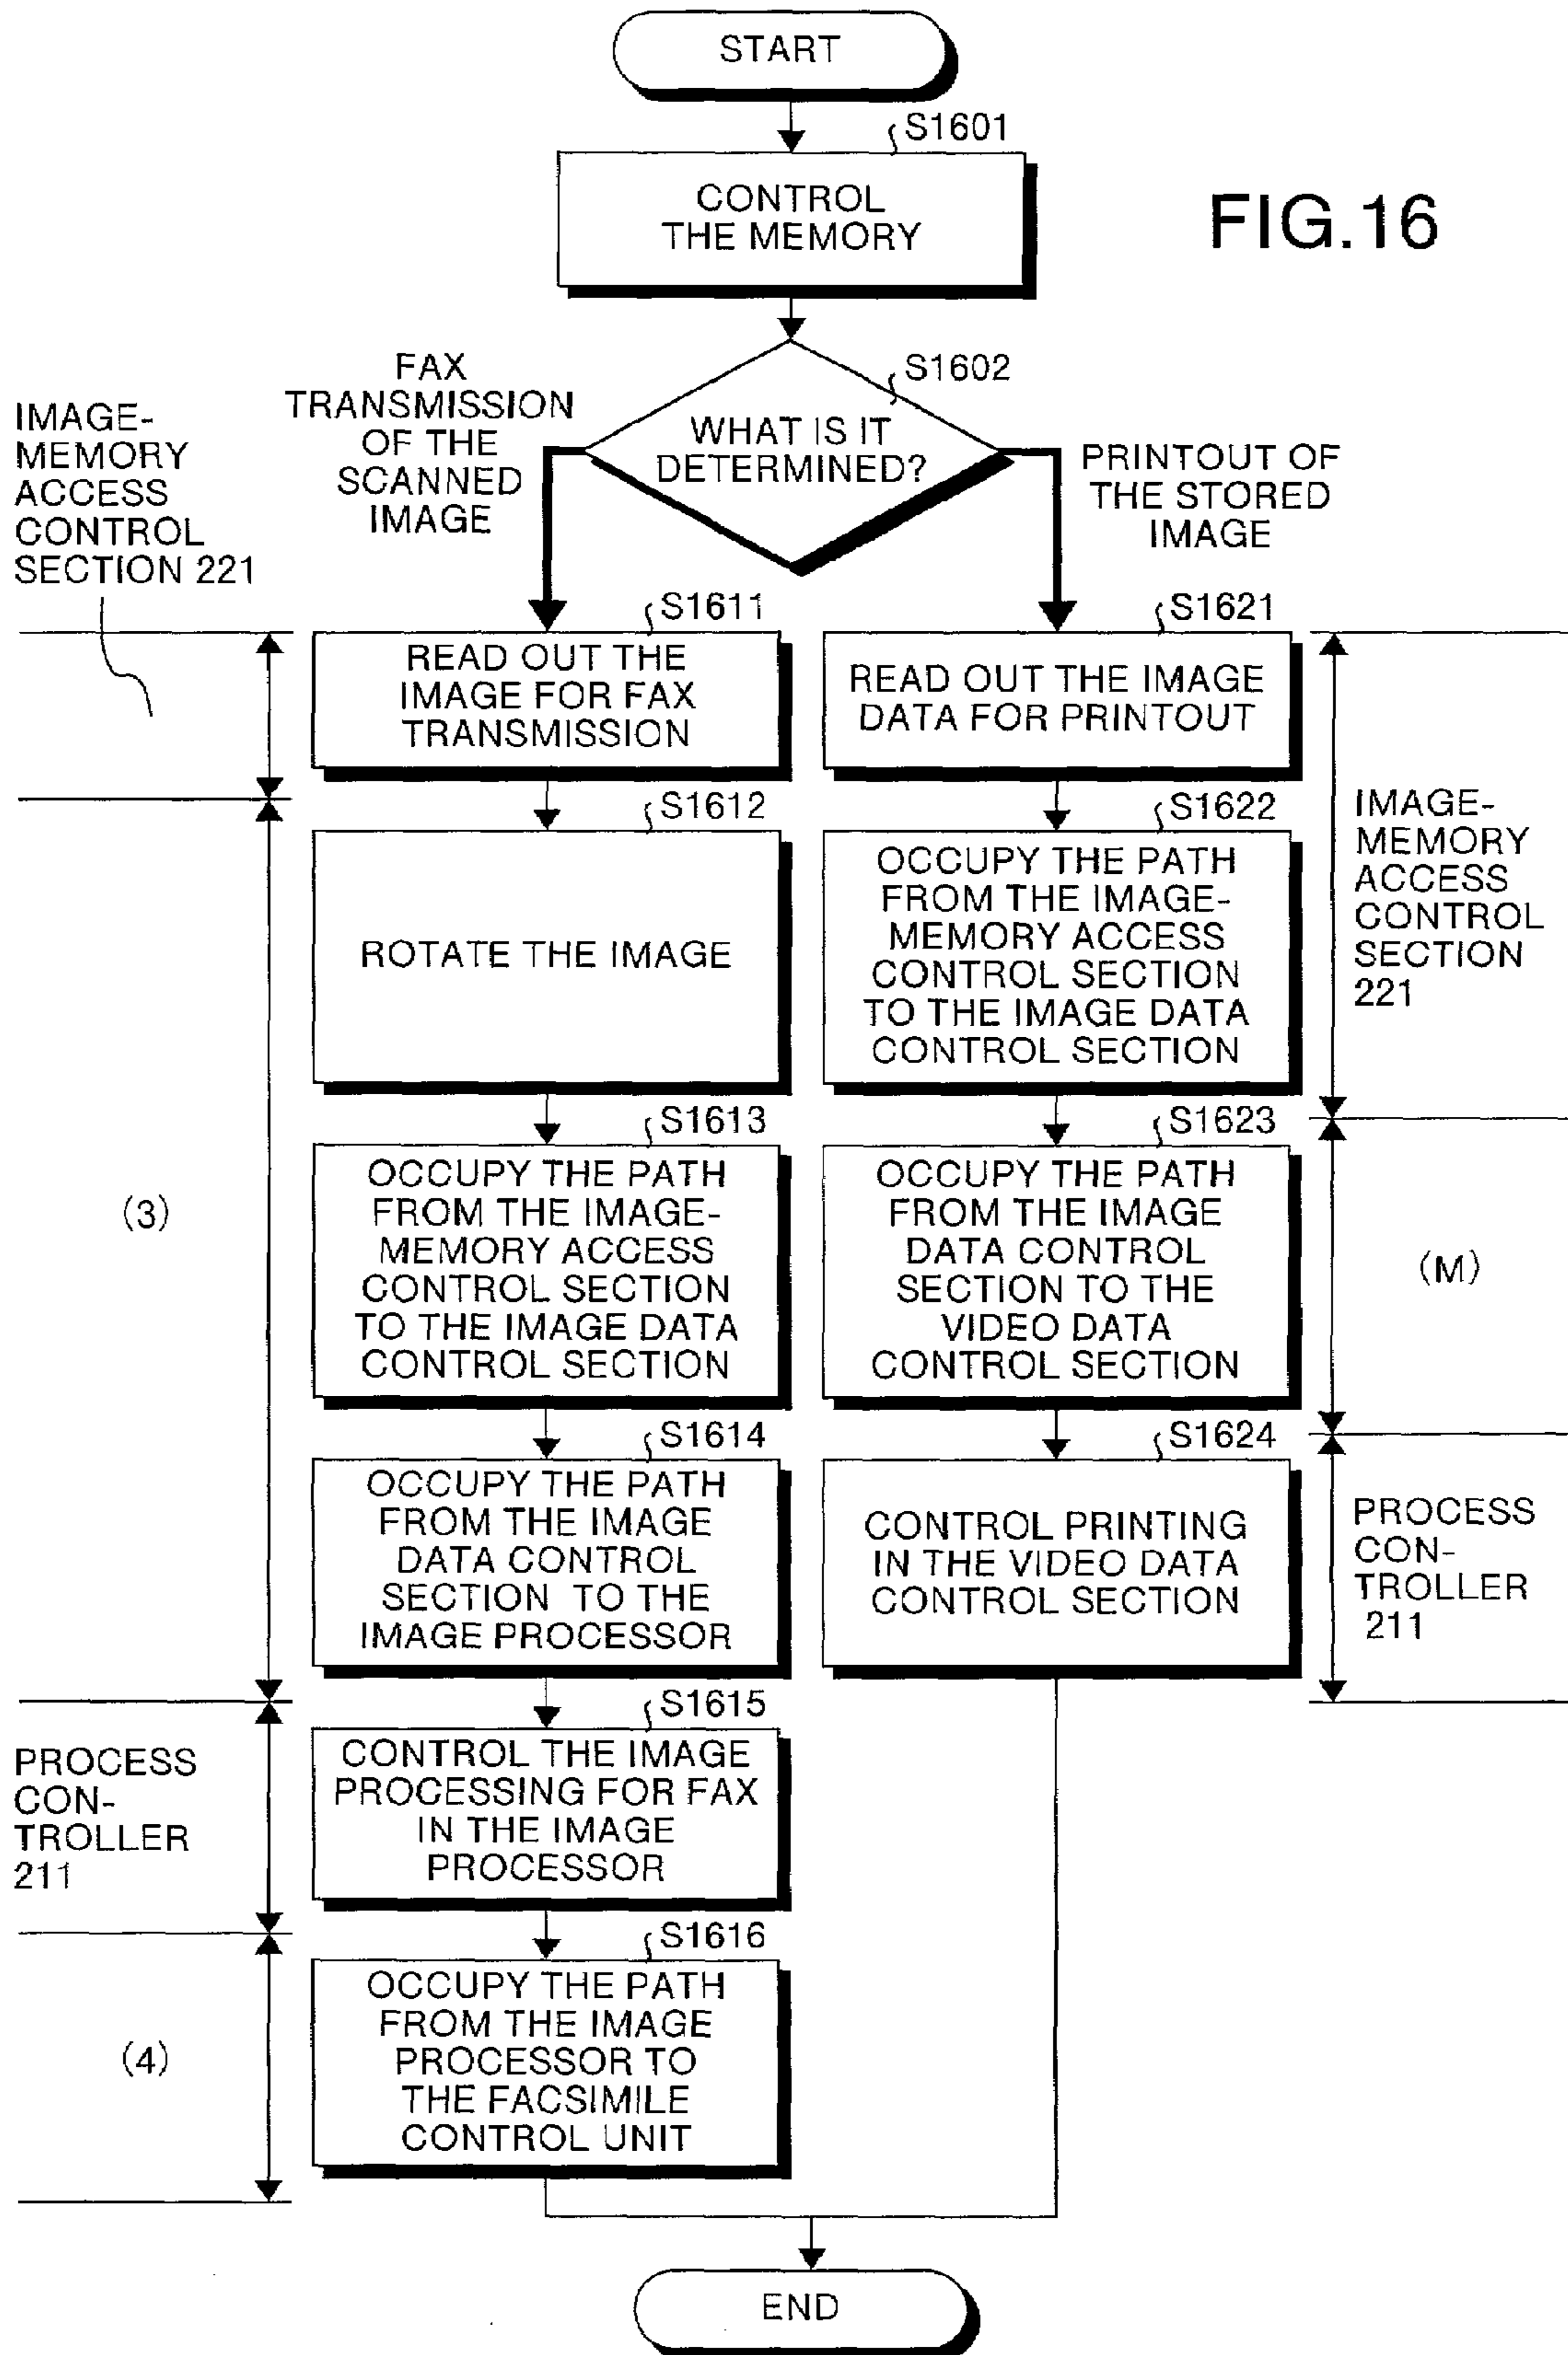 START
S1601
CONTROL
THE MEMORY
FIG.16
S1602
WHAT IS IT
DETERMINED?
FAX
TRANSMISSION
OF THE
SCANNED
IMAGE
PRINTOUT OF
THE STORED
IMAGE
IMAGE-
MEMORY
ACCESS
CONTROL
SECTION 221
S1611
READ OUT THE
IMAGE FOR FAX
TRANSMISSION
S1612
ROTATE THE IMAGE
(3)
S1613
OCCUPY THE PATH
FROM THE IMAGE-
MEMORY ACCESS
CONTROL SECTION
TO THE IMAGE DATA
CONTROL SECTION
S1614
OCCUPY THE PATH
FROM THE IMAGE
DATA CONTROL
SECTION TO THE
IMAGE PROCESSOR
PROCESS
CON-
TROLLER
211
S1615
CONTROL THE IMAGE
PROCESSING FOR FAX
IN THE IMAGE
PROCESSOR
(4)
S1616
OCCUPY THE PATH
FROM THE IMAGE
PROCESSOR TO
THE FACSIMILE
CONTROL UNIT
S1621
READ OUT THE IMAGE
DATA FOR PRINTOUT
S1622
OCCUPY THE PATH
FROM THE IMAGE-
MEMORY ACCESS
CONTROL SECTION
TO THE IMAGE DATA
CONTROL SECTION
IMAGE-
MEMORY
ACCESS
CONTROL
SECTION
221
S1623
OCCUPY THE PATH
FROM THE IMAGE
DATA CONTROL
SECTION TO THE
VIDEO DATA
CONTROL SECTION
(M)
S1624
CONTROL PRINTING
IN THE VIDEO DATA
CONTROL SECTION
PROCESS
CON-
TROLLER
211
END